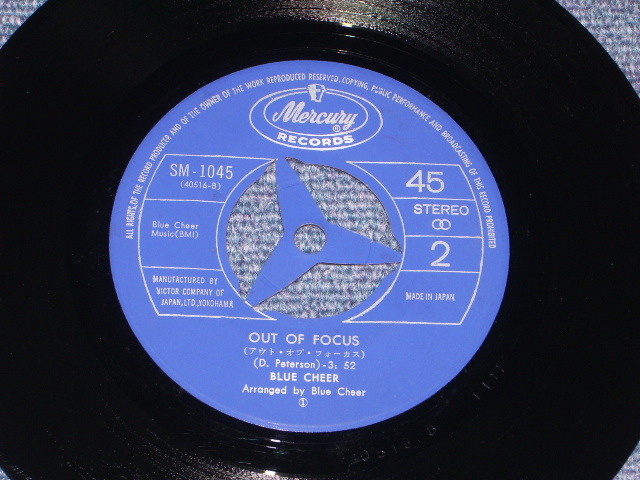 ALL RIGHTS, OF THE RECORD PRODUCER AND OF THE OWNER OF THE WORK REPRODUCED RESERVED. COPYING, PUBLIC PERFORMANCE AND BROADCASTING OF THIS RECORD PROHIBITED
Mercury ®
RECORDS
SM-1045
(40516-B)
45
STEREO
2
Blue Cheer
Music(BMI)
MANUFACTURED BY
VICTOR COMPANY OF
JAPAN, LTD., YOKOHAMA
MADE IN JAPAN
OUT OF FOCUS
(アウト・オブ・フォーカス)
(D. Peterson)-3; 52
BLUE CHEER
Arranged by Blue Cheer
①
40516 B